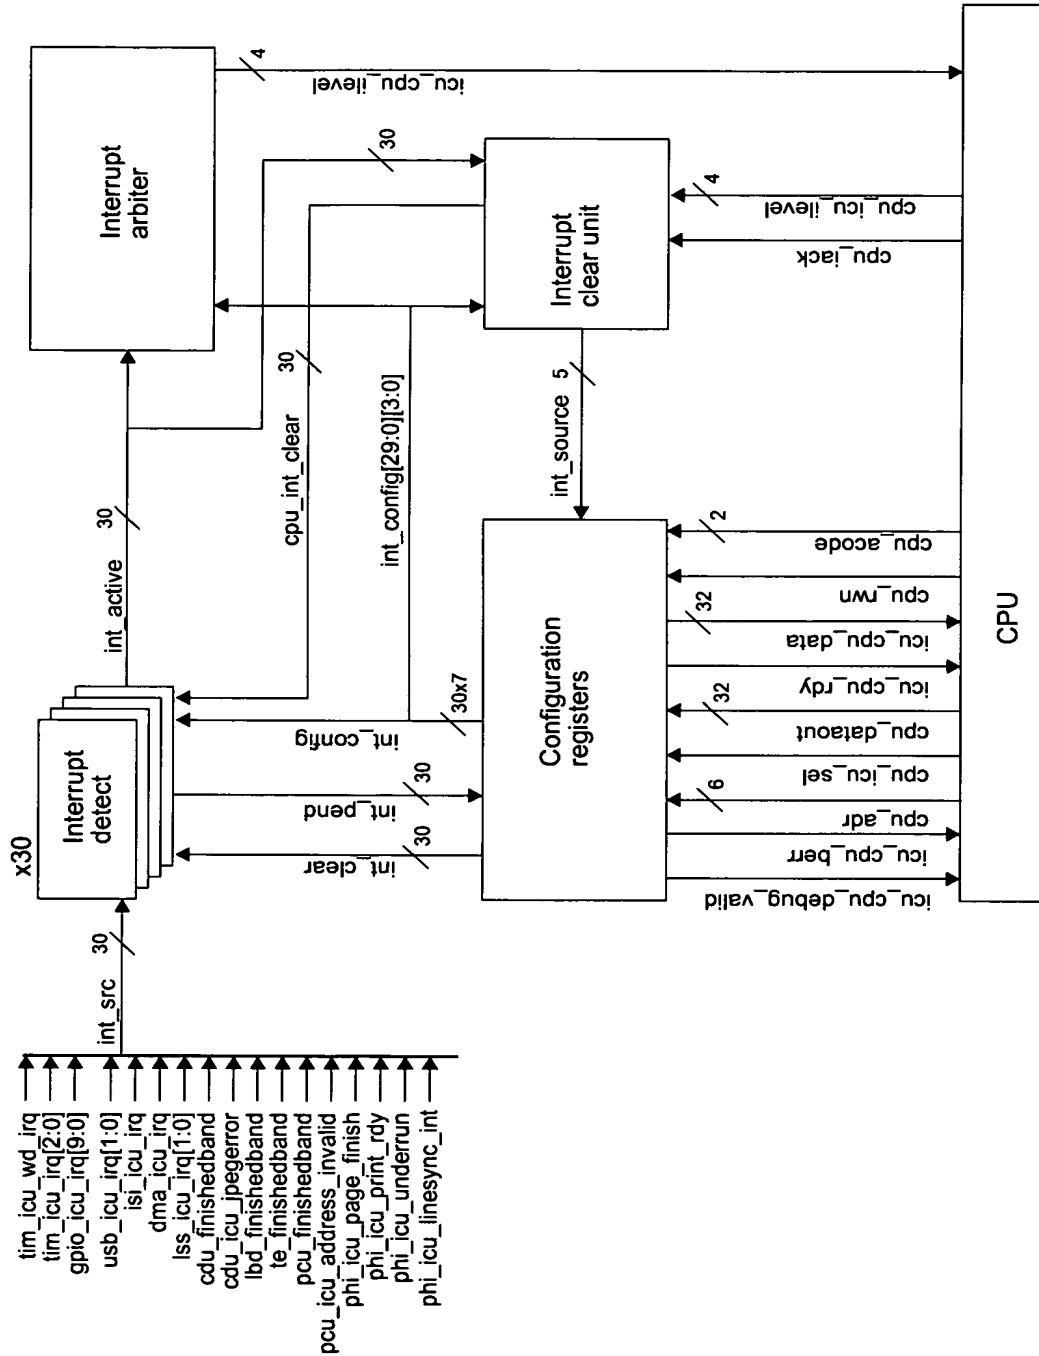 tim_icu_wd_irq
tim_icu_irq[2:0]
gpio_icu_irq[9:0]
usb_icu_irq[1:0]
isi_icu_irq
dma_icu_irq
lss_icu_irq[1:0]
cdu_finishedband
cdu_icu_jpegerror
lbd_finishedband
te_finishedband
pcu_finishedband
pcu_icu_address_invalid
phi_icu_page_finish
phi_icu_print_rdy
phi_icu_underrun
phi_icu_linesync_int
int_src
30
x30
Interrupt
detect
int_active
30
Interrupt
arbiter
4
icu_cpu_ilevel
30
cpu_int_clear
30
int_config[29:0][3:0]
int_clear
30
int_pend
30
int_config
30x7
Configuration
registers
int_source
5
Interrupt
clear unit
cpu_iack
cpu_icu_ilevel
4
icu_cpu_debug_valid
icu_cpu_berr
cpu_adr
6
cpu_icu_sel
cpu_dataout
32
icu_cpu_rdy
icu_cpu_data
32
cpu_rwn
cpu_acode
2
CPU